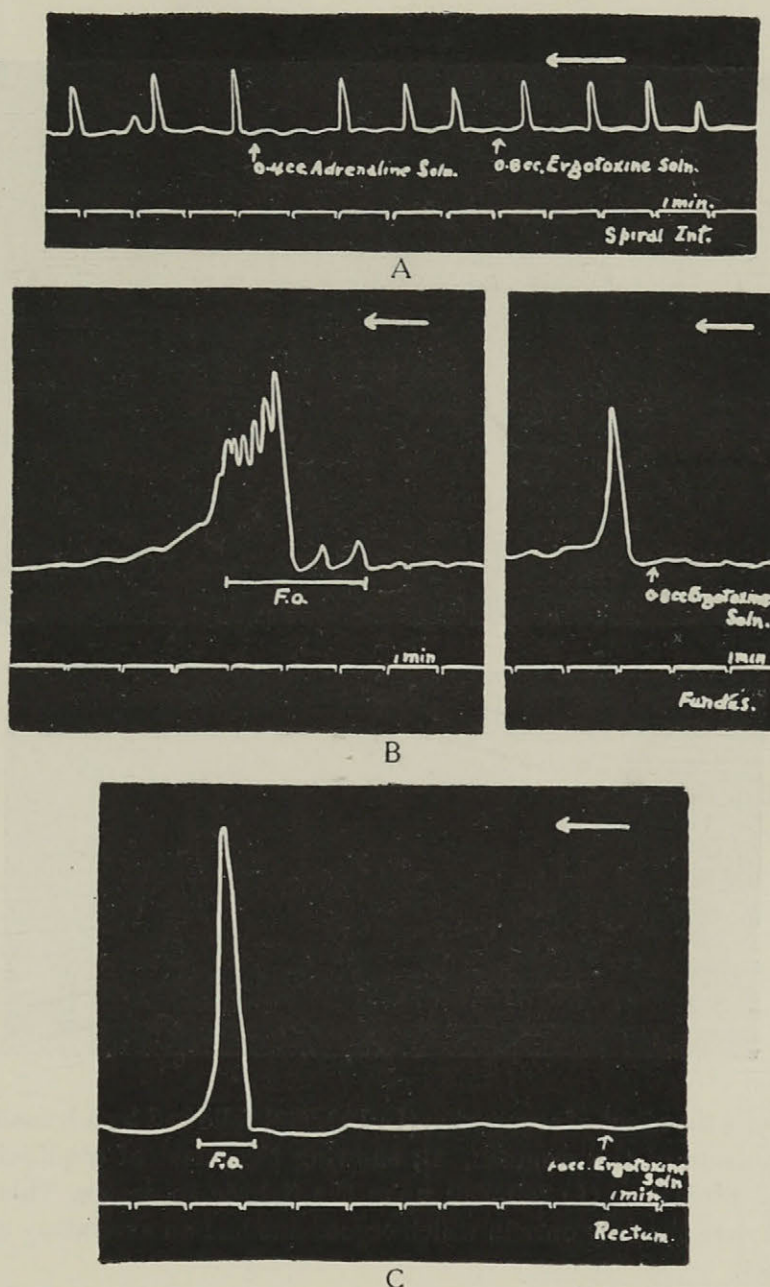 0.4cc. Adrenaline Soln.
0.8cc. Ergotoxine Soln.
1 min.
Spiral Int.
A
F.a.
1 min
0.8cc Ergotoxine
Soln.
1 min
Fundus.
B
F.a.
cc. Ergotoxine
Soln
1 min.
Rectum.
C